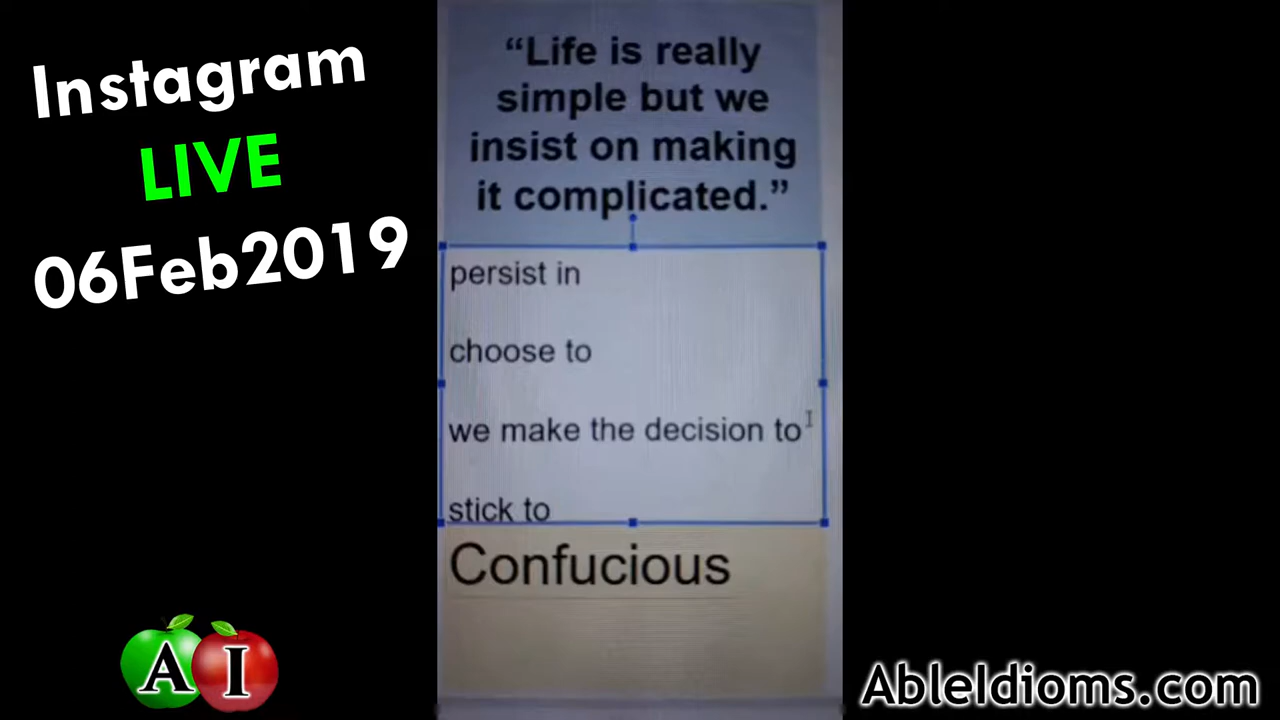 Instagram
LIVE
06Feb2019
“Life is really
simple but we
insist on making
it complicated.”
persist in
choose to
we make the decision to
stick to
Confucious
A I
AbleIdioms.com